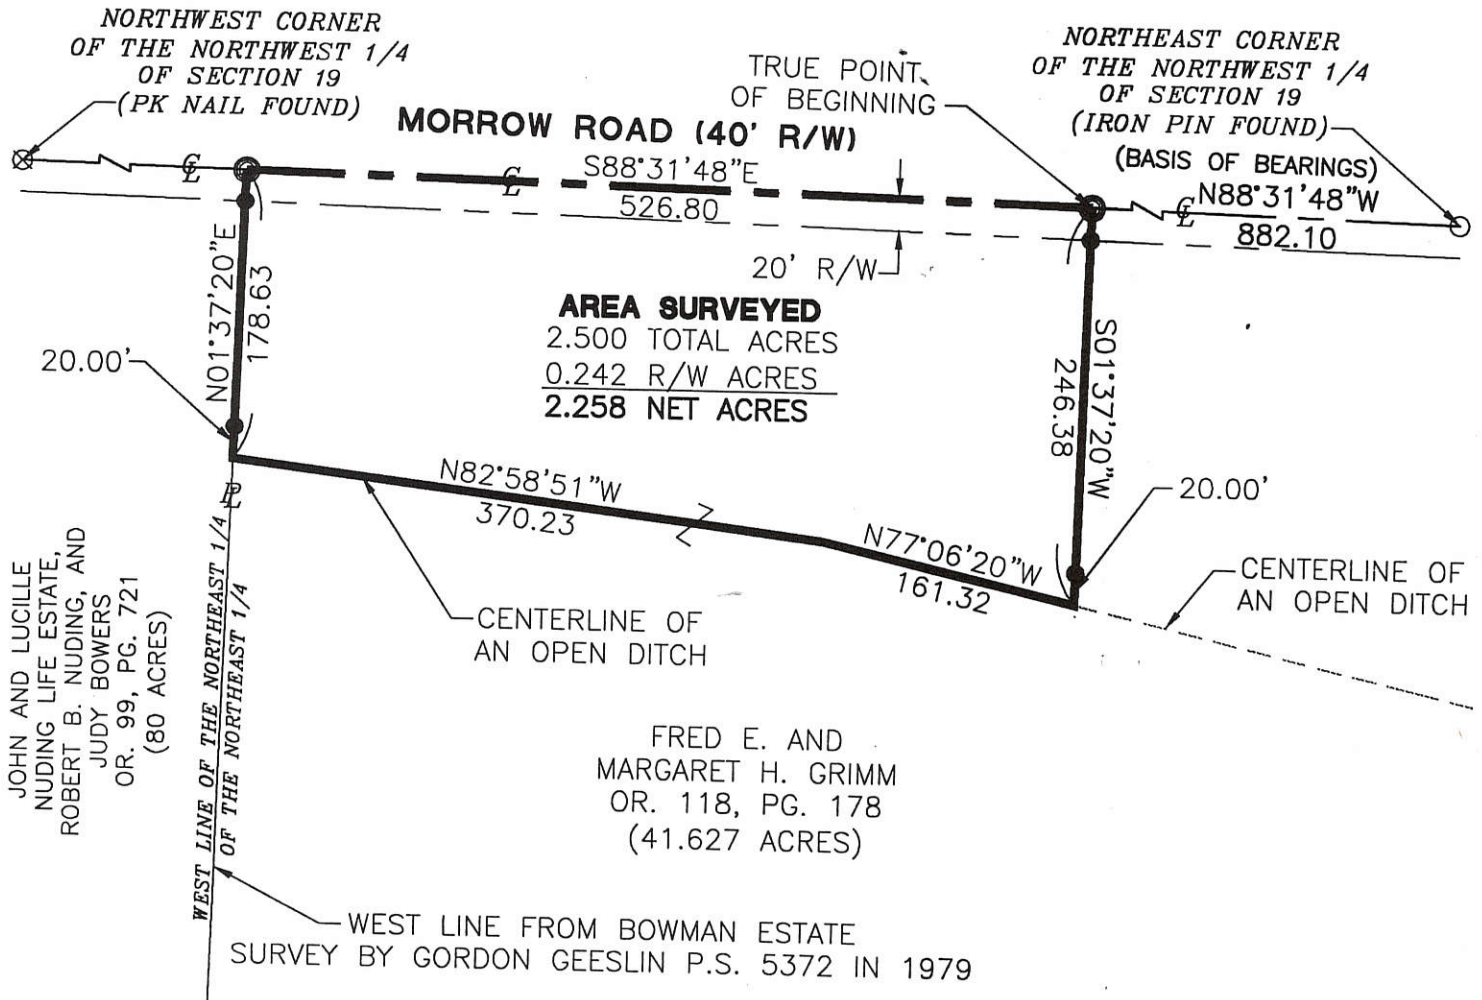 NORTHWEST CORNER
OF THE NORTHWEST 1/4
OF SECTION 19
(PK NAIL FOUND)
TRUE POINT
OF BEGINNING
NORTHEAST CORNER
OF THE NORTHWEST 1/4
OF SECTION 19
(IRON PIN FOUND)
(BASIS OF BEARINGS)
N88°31'48"W
882.10
MORROW ROAD (40' R/W)
S88°31'48"E
526.80
20' R/W
N01°37'20"E
178.63
20.00'
AREA SURVEYED
2.500 TOTAL ACRES
0.242 R/W ACRES
2.258 NET ACRES
S01°37'20"W
246.38
20.00'
N82°58'51"W
370.23
N77°06'20"W
161.32
CENTERLINE OF
AN OPEN DITCH
CENTERLINE OF
AN OPEN DITCH
JOHN AND LUCILLE
NUDING LIFE ESTATE,
ROBERT B. NUDING, AND
JUDY BOWERS
OR. 99, PG. 721
(80 ACRES)
WEST LINE OF THE NORTHEAST 1/4
OF THE NORTHEAST 1/4
FRED E. AND
MARGARET H. GRIMM
OR. 118, PG. 178
(41.627 ACRES)
WEST LINE FROM BOWMAN ESTATE
SURVEY BY GORDON GEESLIN P.S. 5372 IN 1979